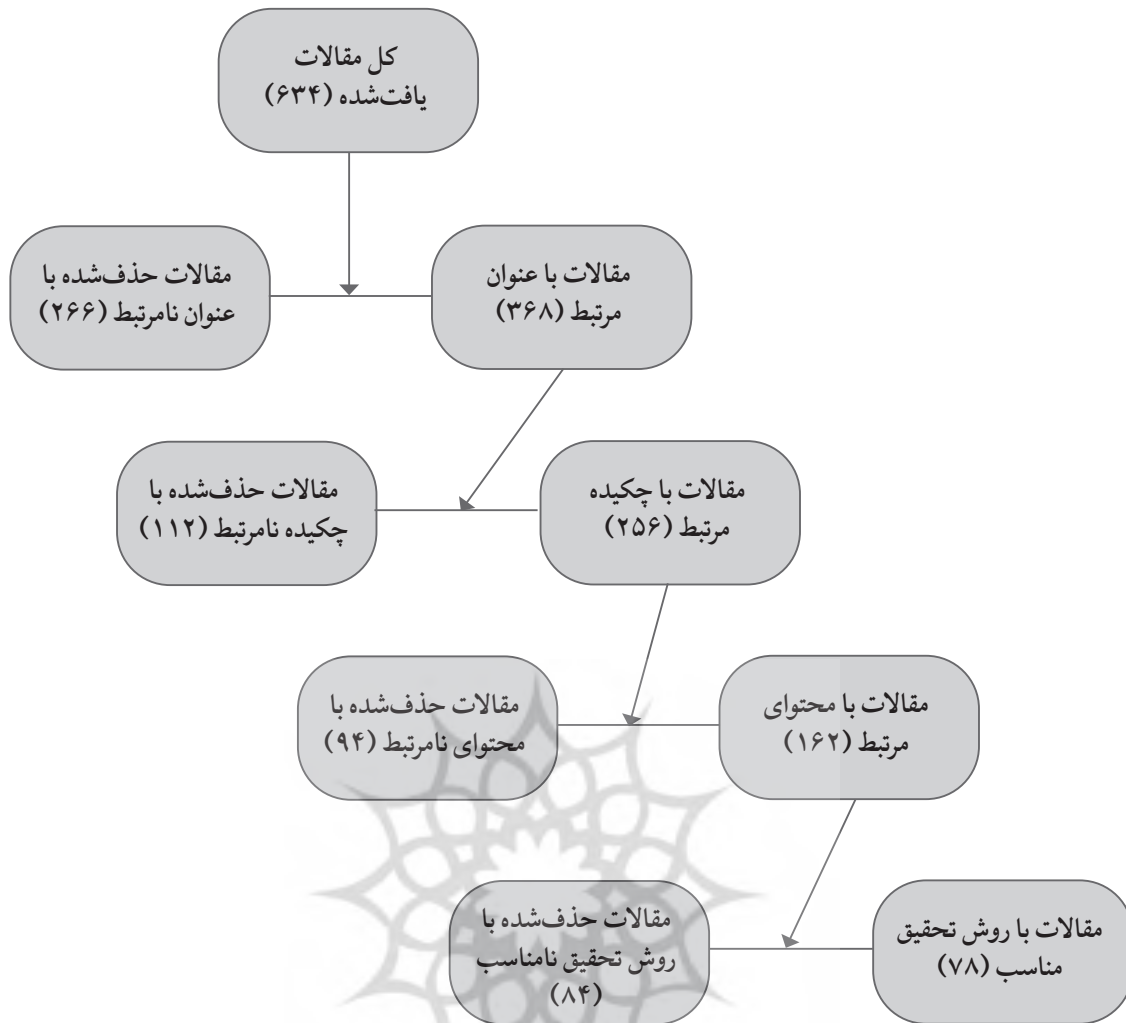 کل مقالات
یافت‌شده (۶۳۴)
مقالات با عنوان
مرتبط (۳۶۸)
مقالات حذف‌شده با
عنوان نامرتبط (۲۶۶)
مقالات با چکیده
مرتبط (۲۵۶)
مقالات حذف‌شده با
چکیده نامرتبط (۱۱۲)
مقالات با محتوای
مرتبط (۱۶۲)
مقالات حذف‌شده با
محتوای نامرتبط (۹۴)
مقالات با روش تحقیق
مناسب (۷۸)
مقالات حذف‌شده با
روش تحقیق نامناسب
(۸۴)